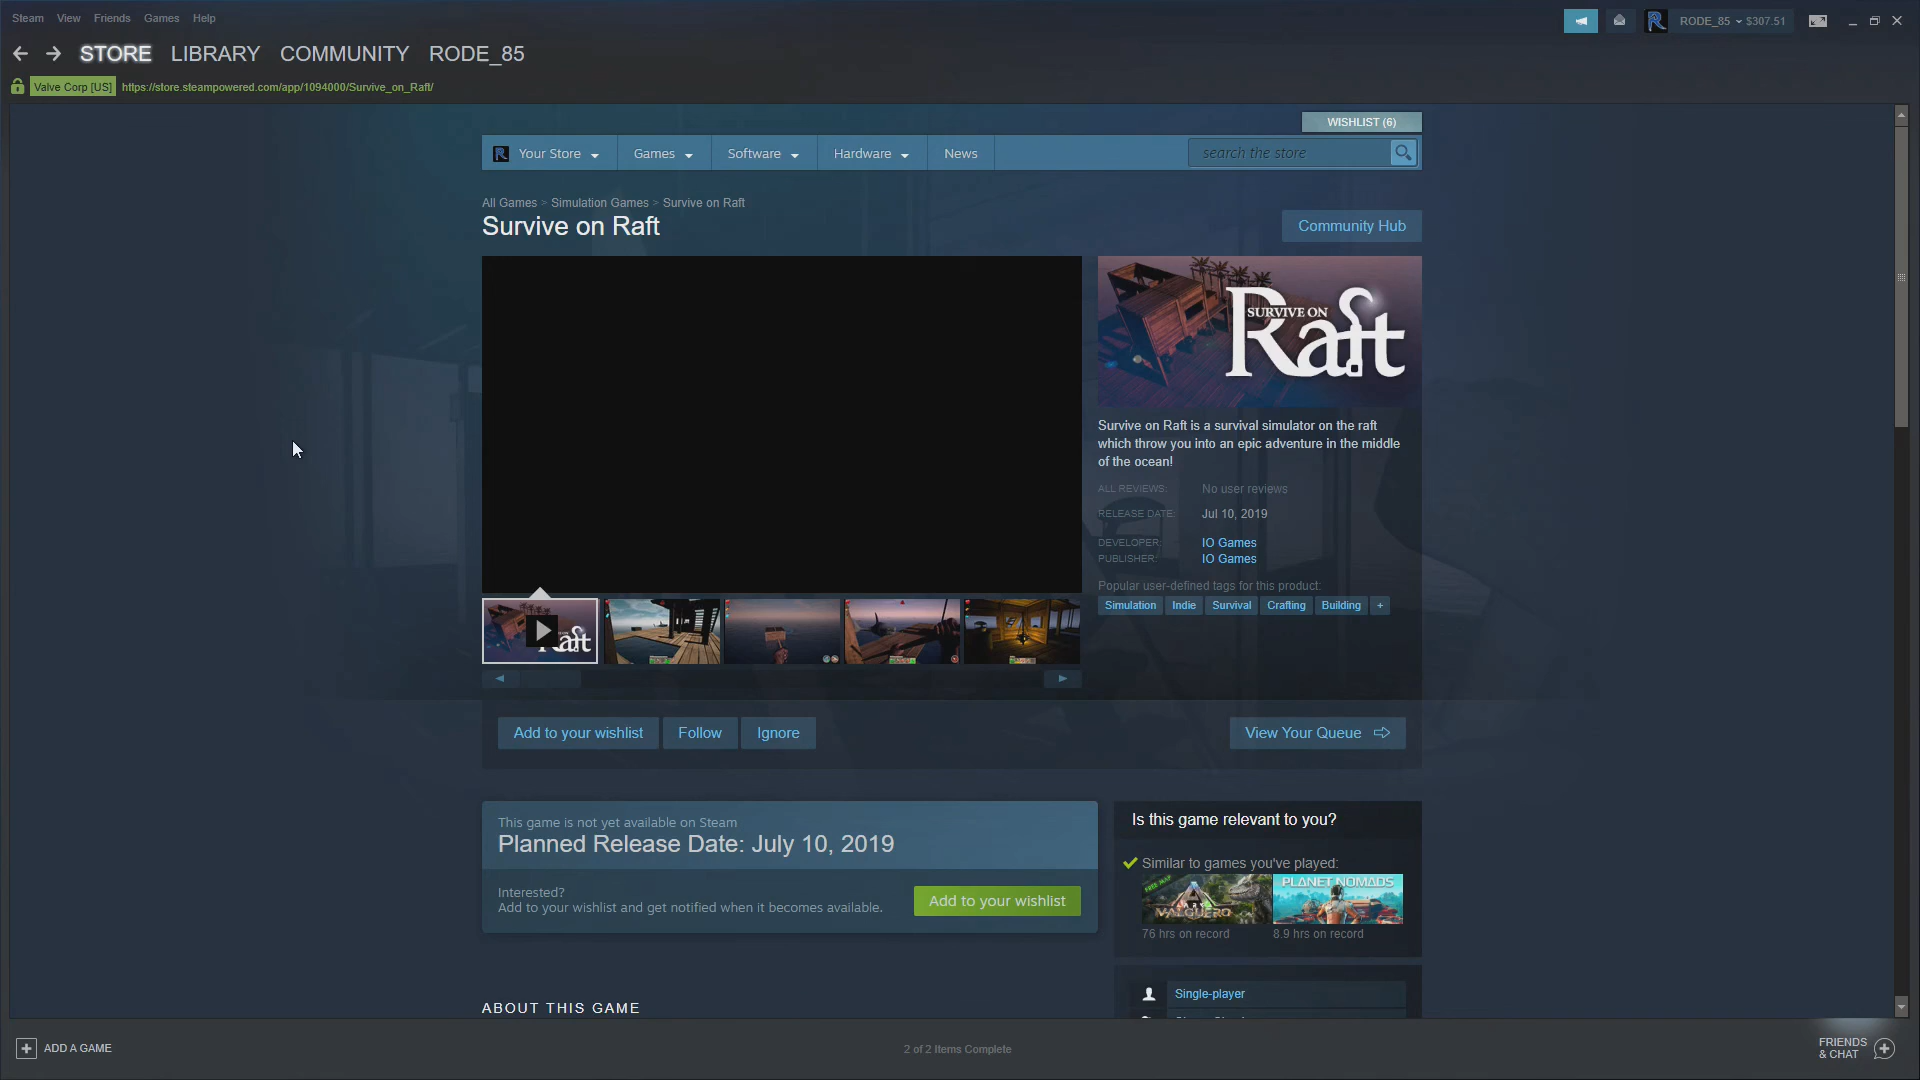 Steam View Friends Games Help
RODE_85 $307.51
STORE LIBRARY COMMUNITY RODE_85
Valve Corp [US] https://store.steampowered.com/app/1094000/Survive_on_Raft/
WISHLIST (6)
Your Store Games Software Hardware News search the store
All Games > Simulation Games > Survive on Raft
Survive on Raft
Community Hub
SURVIVE ON
Raft
Survive on Raft is a survival simulator on the raft
which throw you into an epic adventure in the middle
of the ocean!
ALL REVIEWS: No user reviews
RELEASE DATE: Jul 10, 2019
DEVELOPER: IO Games
PUBLISHER: IO Games
Popular user-defined tags for this product:
Simulation Indie Survival Crafting Building +
Add to your wishlist Follow Ignore View Your Queue
This game is not yet available on Steam
Planned Release Date: July 10, 2019
Interested?
Add to your wishlist and get notified when it becomes available.
Add to your wishlist
Is this game relevant to you?
Similar to games you've played:
FREE MAP
ARK
VALGUERO
PLANET NOMADS
76 hrs on record 8.9 hrs on record
Single-player
ABOUT THIS GAME
ADD A GAME
2 of 2 Items Complete
FRIENDS
& CHAT